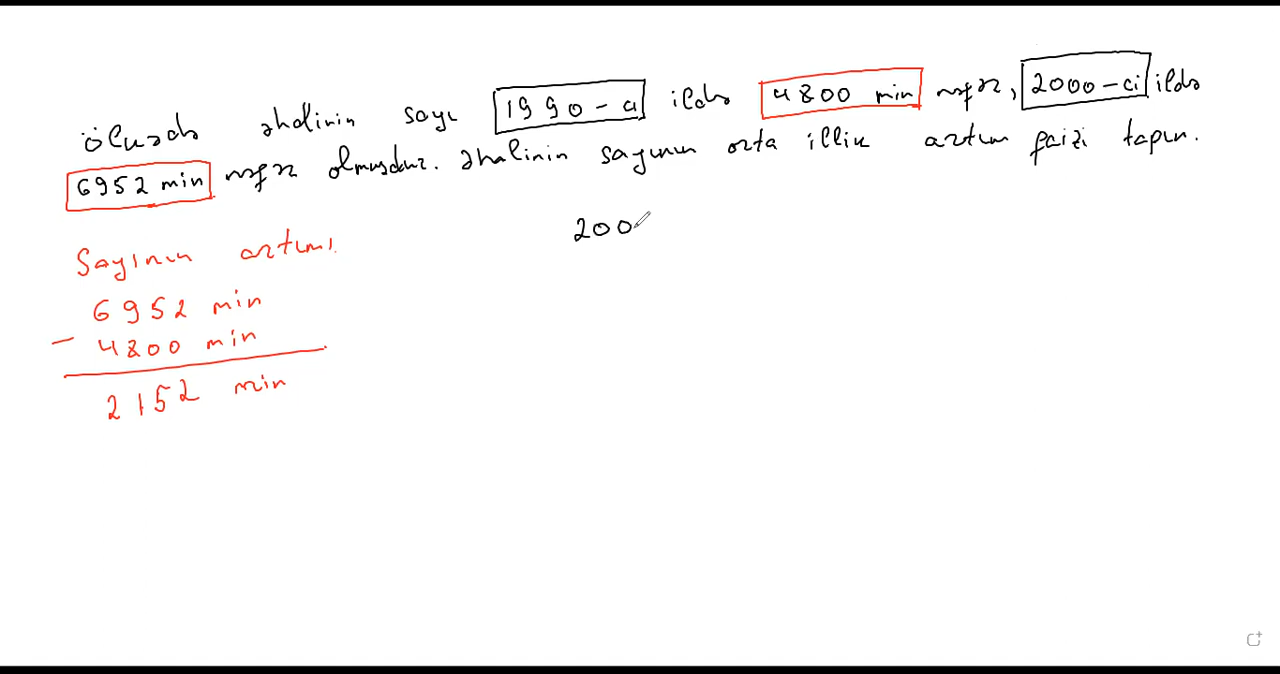 Ölkədə əhalinin sayı 1990-cı ildə 4800 min nəfər, 2000-ci ildə
6952 min nəfər olmuşdur. Əhalinin sayının orta illik artım faizi tapın.
Sayının artımı
200
6952 min
- 4800 min
2152 min